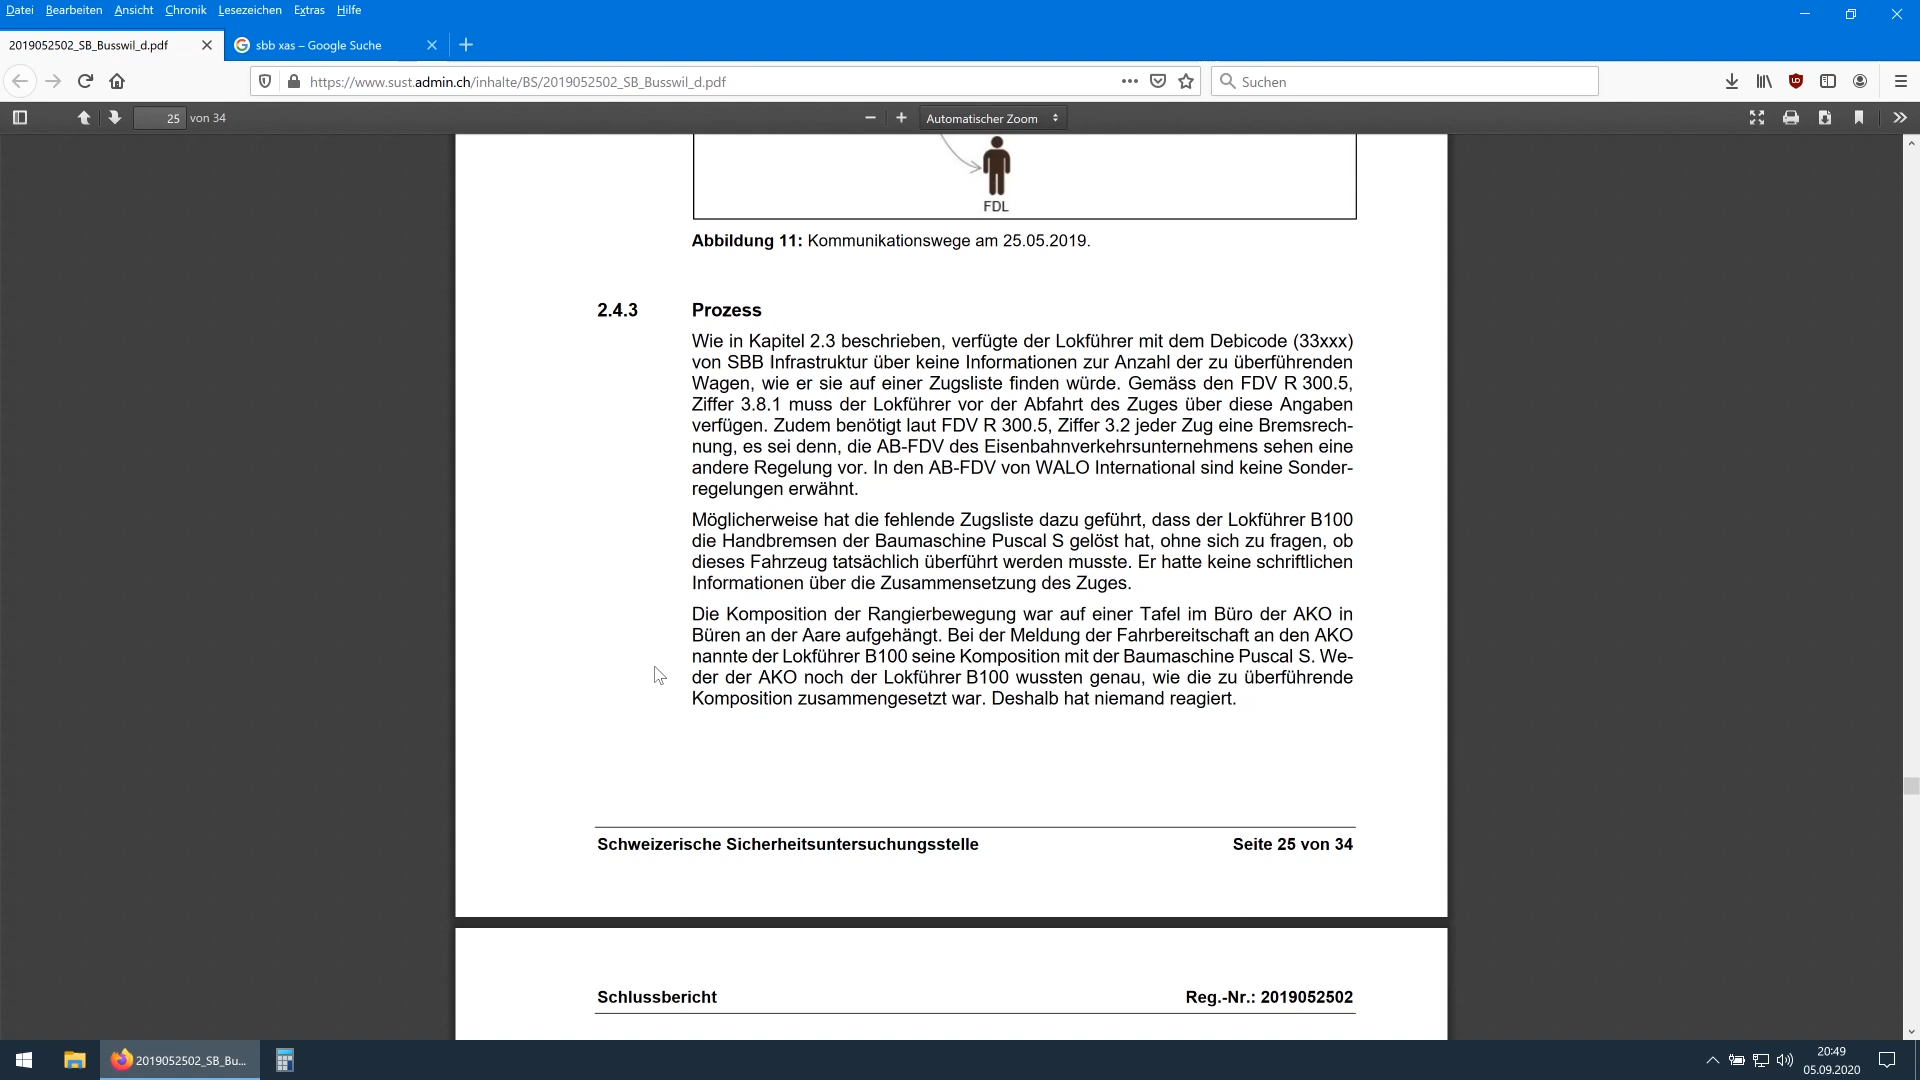 Datei Bearbeiten Ansicht Chronik Lesezeichen Extras Hilfe
2019052502_SB_Busswil_d.pdf
sbb xas – Google Suche
https://www.sust.admin.ch/inhalte/BS/2019052502_SB_Busswil_d.pdf
Suchen
25 von 34
Automatischer Zoom
FDL
Abbildung 11: Kommunikationswege am 25.05.2019.
2.4.3 Prozess
Wie in Kapitel 2.3 beschrieben, verfügte der Lokführer mit dem Debicode (33xxx)
von SBB Infrastruktur über keine Informationen zur Anzahl der zu überführenden
Wagen, wie er sie auf einer Zugsliste finden würde. Gemäss den FDV R 300.5,
Ziffer 3.8.1 muss der Lokführer vor der Abfahrt des Zuges über diese Angaben
verfügen. Zudem benötigt laut FDV R 300.5, Ziffer 3.2 jeder Zug eine Bremsrech-
nung, es sei denn, die AB-FDV des Eisenbahnverkehrsunternehmens sehen eine
andere Regelung vor. In den AB-FDV von WALO International sind keine Sonder-
regelungen erwähnt.
Möglicherweise hat die fehlende Zugsliste dazu geführt, dass der Lokführer B100
die Handbremsen der Baumaschine Puscal S gelöst hat, ohne sich zu fragen, ob
dieses Fahrzeug tatsächlich überführt werden musste. Er hatte keine schriftlichen
Informationen über die Zusammensetzung des Zuges.
Die Komposition der Rangierbewegung war auf einer Tafel im Büro der AKO in
Büren an der Aare aufgehängt. Bei der Meldung der Fahrbereitschaft an den AKO
nannte der Lokführer B100 seine Komposition mit der Baumaschine Puscal S. We-
der der AKO noch der Lokführer B100 wussten genau, wie die zu überführende
Komposition zusammengesetzt war. Deshalb hat niemand reagiert.
Schweizerische Sicherheitsuntersuchungsstelle Seite 25 von 34
Schlussbericht Reg.-Nr.: 2019052502
2019052502_SB_Bu...
20:49
05.09.2020